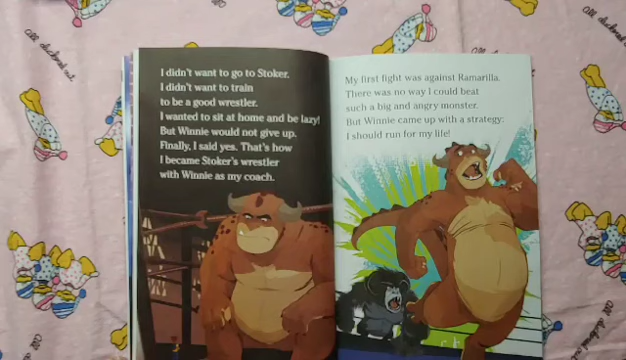 I didn't want to go to Stoker.
I didn't want to train
to be a good wrestler.
I wanted to sit at home and be lazy!
But Winnie would not give up.
Finally, I said yes. That's how
I became Stoker's wrestler
with Winnie as my coach.
My first fight was against Ramarilla.
There was no way I could beat
such a big and angry monster.
But Winnie came up with a strategy:
I should run for my life!